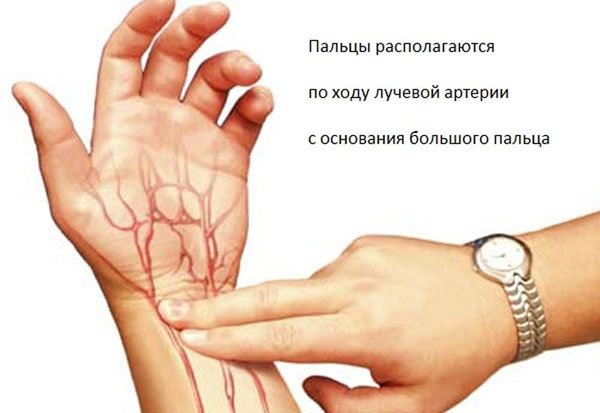 Пальцы располагаются
по ходу лучевой артерии
с основания большого пальца